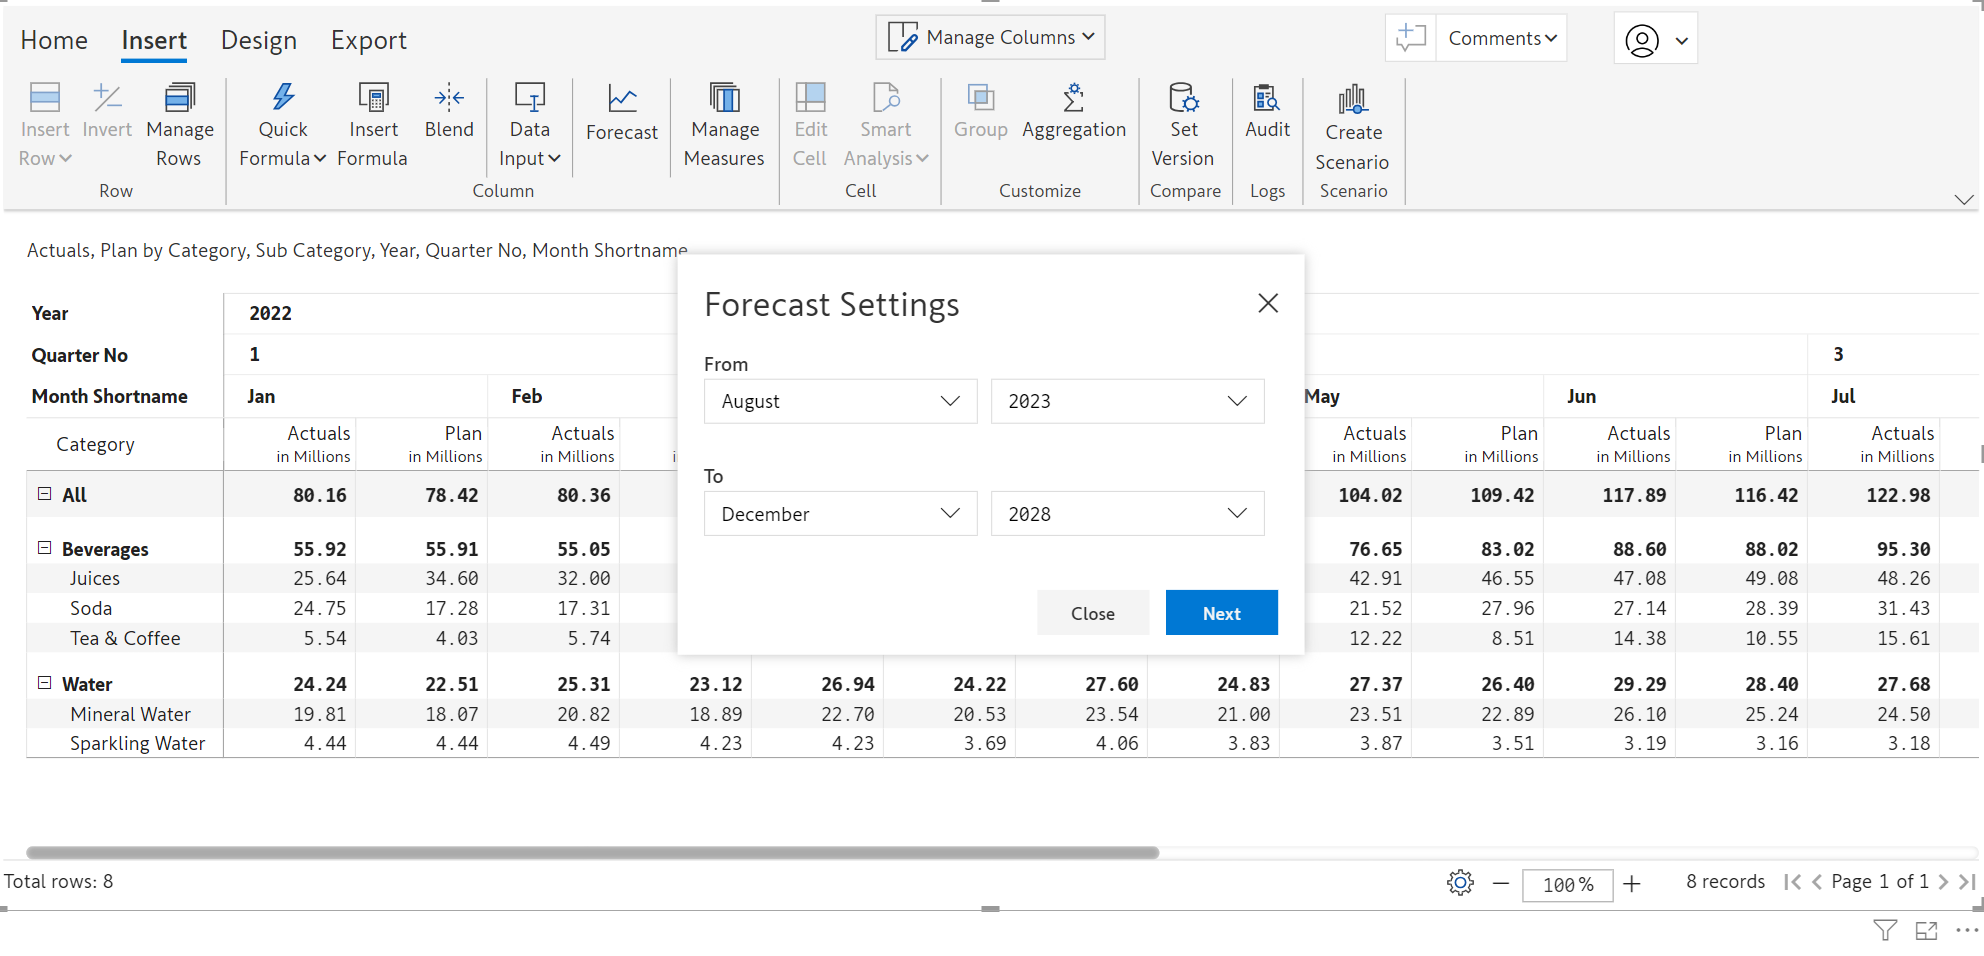 Home Insert Design Export Manage Columns Comments
Insert Row Invert Manage Rows Quick Formula Insert Formula Blend Data Input Forecast Manage Measures Edit Cell Smart Analysis Group Aggregation Set Version Audit Create Scenario
Row Column Cell Customize Compare Logs Scenario
Actuals, Plan by Category, Sub Category, Year, Quarter No, Month Shortname
Forecast Settings
From
August 2023
To
December 2028
Close Next
Year 2022
Quarter No 1 3
Month Shortname Jan Feb May Jun Jul
Category Actuals Plan Actuals Actuals Plan Actuals Plan Actuals
in Millions in Millions in Millions in Millions in Millions in Millions in Millions in Millions
All 80.16 78.42 80.36 104.02 109.42 117.89 116.42 122.98
Beverages 55.92 55.91 55.05 76.65 83.02 88.60 88.02 95.30
Juices 25.64 34.60 32.00 42.91 46.55 47.08 49.08 48.26
Soda 24.75 17.28 17.31 21.52 27.96 27.14 28.39 31.43
Tea & Coffee 5.54 4.03 5.74 12.22 8.51 14.38 10.55 15.61
Water 24.24 22.51 25.31 23.12 26.94 24.22 27.60 24.83 27.37 26.40 29.29 28.40 27.68
Mineral Water 19.81 18.07 20.82 18.89 22.70 20.53 23.54 21.00 23.51 22.89 26.10 25.24 24.50
Sparkling Water 4.44 4.44 4.49 4.23 4.23 3.69 4.06 3.83 3.87 3.51 3.19 3.16 3.18
Total rows: 8 100% 8 records Page 1 of 1